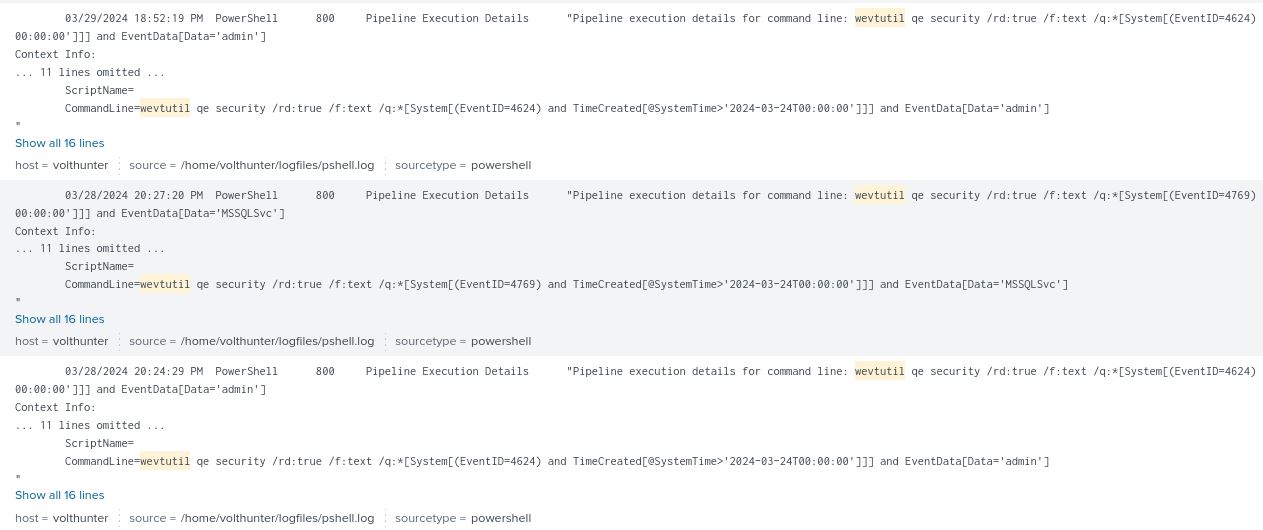 03/29/2024 18:52:19 PM PowerShell 800 Pipeline Execution Details "Pipeline execution details for command line: wevtutil qe security /rd:true /f:text /q:*[System[(EventID=4624)
00:00:00']]] and EventData[Data='admin']
Context Info:
... 11 lines omitted ...
ScriptName=
CommandLine=wevtutil qe security /rd:true /f:text /q:*[System[(EventID=4624) and TimeCreated[@SystemTime>'2024-03-24T00:00:00']]] and EventData[Data='admin']
"
Show all 16 lines
host = volthunter source = /home/volthunter/logfiles/pshell.log sourcetype = powershell
03/28/2024 20:27:20 PM PowerShell 800 Pipeline Execution Details "Pipeline execution details for command line: wevtutil qe security /rd:true /f:text /q:*[System[(EventID=4769)
00:00:00']]] and EventData[Data='MSSQLSvc']
Context Info:
... 11 lines omitted ...
ScriptName=
CommandLine=wevtutil qe security /rd:true /f:text /q:*[System[(EventID=4769) and TimeCreated[@SystemTime>'2024-03-24T00:00:00']]] and EventData[Data='MSSQLSvc']
"
Show all 16 lines
host = volthunter source = /home/volthunter/logfiles/pshell.log sourcetype = powershell
03/28/2024 20:24:29 PM PowerShell 800 Pipeline Execution Details "Pipeline execution details for command line: wevtutil qe security /rd:true /f:text /q:*[System[(EventID=4624)
00:00:00']]] and EventData[Data='admin']
Context Info:
... 11 lines omitted ...
ScriptName=
CommandLine=wevtutil qe security /rd:true /f:text /q:*[System[(EventID=4624) and TimeCreated[@SystemTime>'2024-03-24T00:00:00']]] and EventData[Data='admin']
"
Show all 16 lines
host = volthunter source = /home/volthunter/logfiles/pshell.log sourcetype = powershell